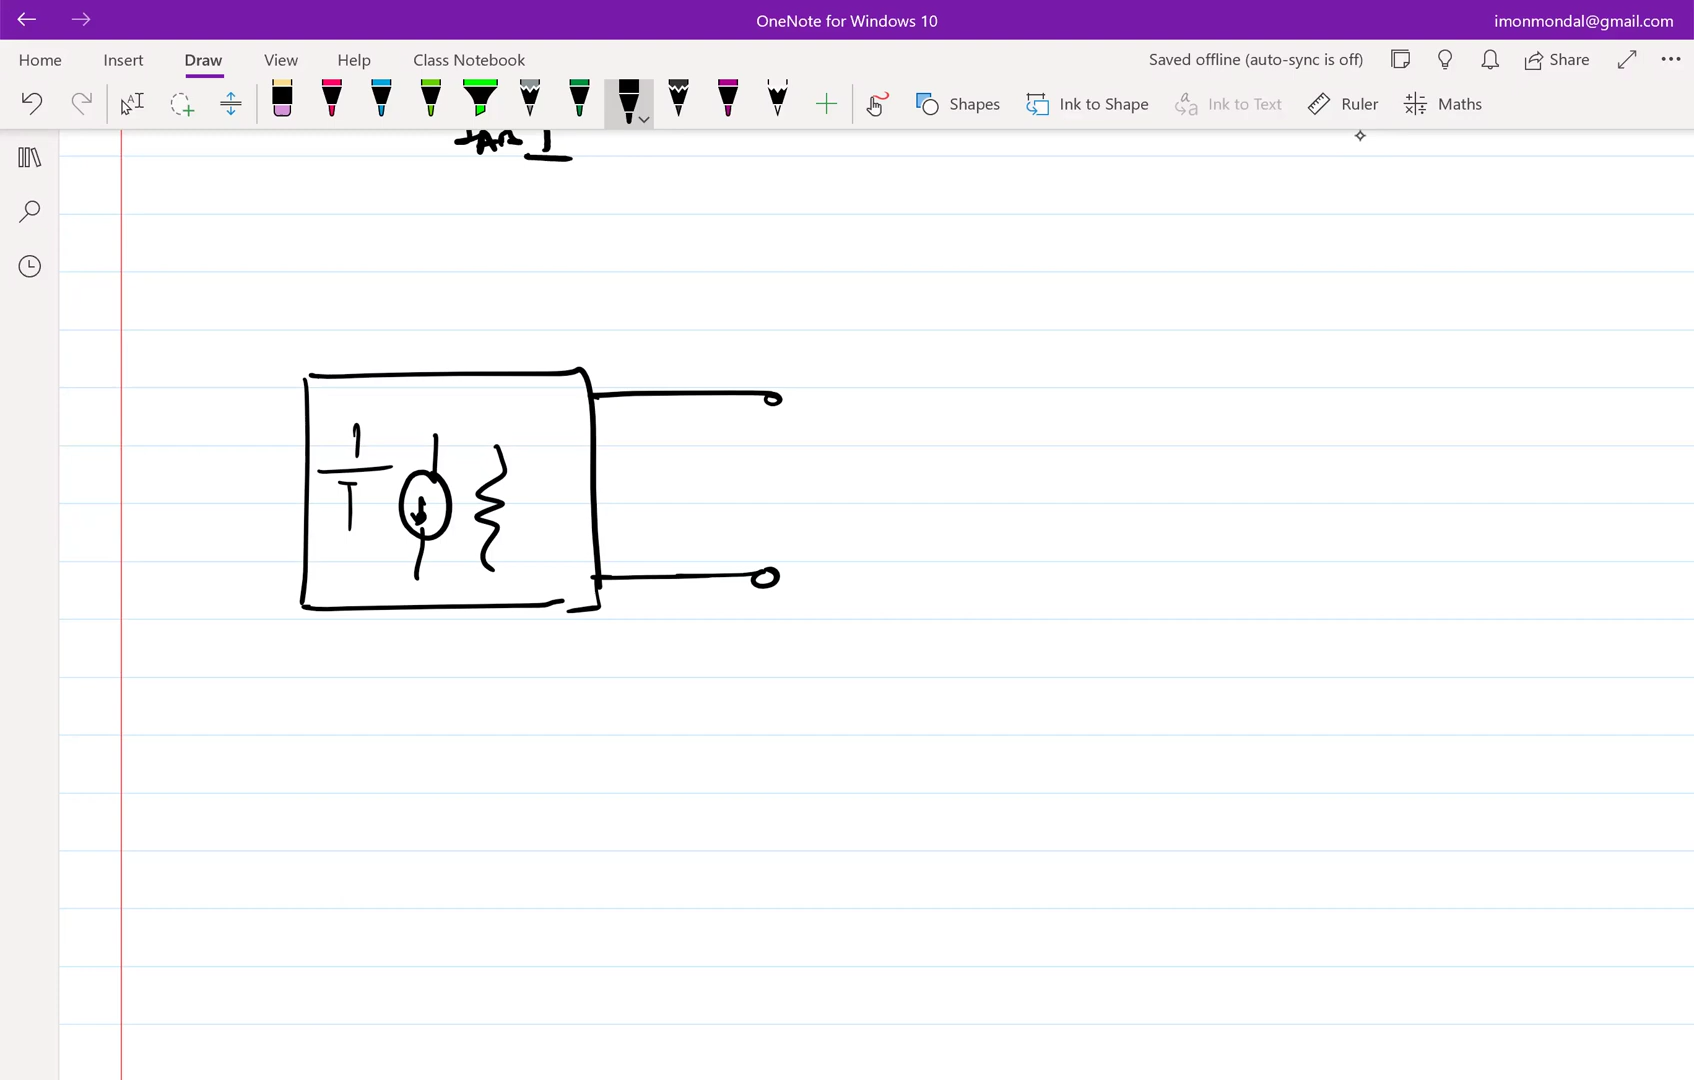 OneNote for Windows 10
imonmondal@gmail.com
Home Insert Draw View Help Class Notebook
Saved offline (auto-sync is off) Share
Shapes Ink to Shape Ink to Text Ruler Maths